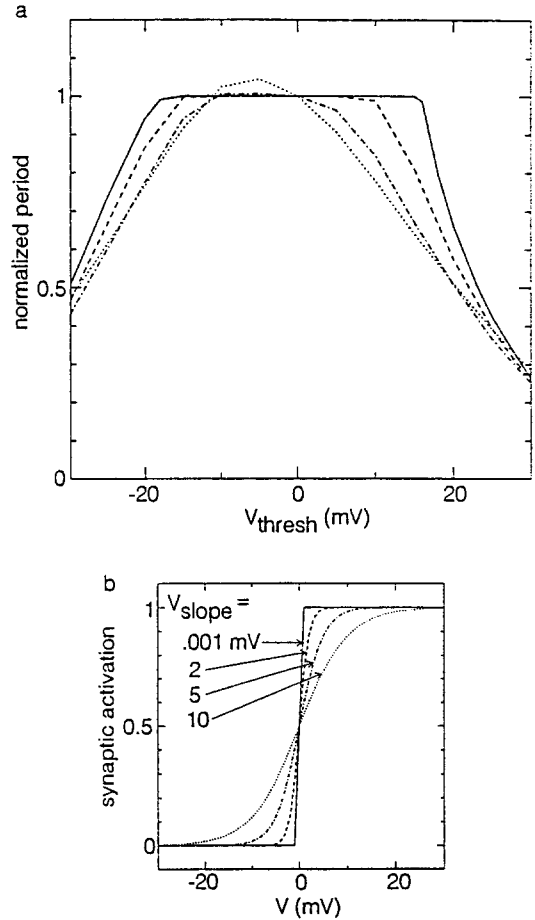 a
normalized period
1
0.5
0
-20
0
20
Vthresh (mV)
b
Vslope =
.001 mV
2
5
10
synaptic activation
1
0.5
0
-20
0
20
V (mV)